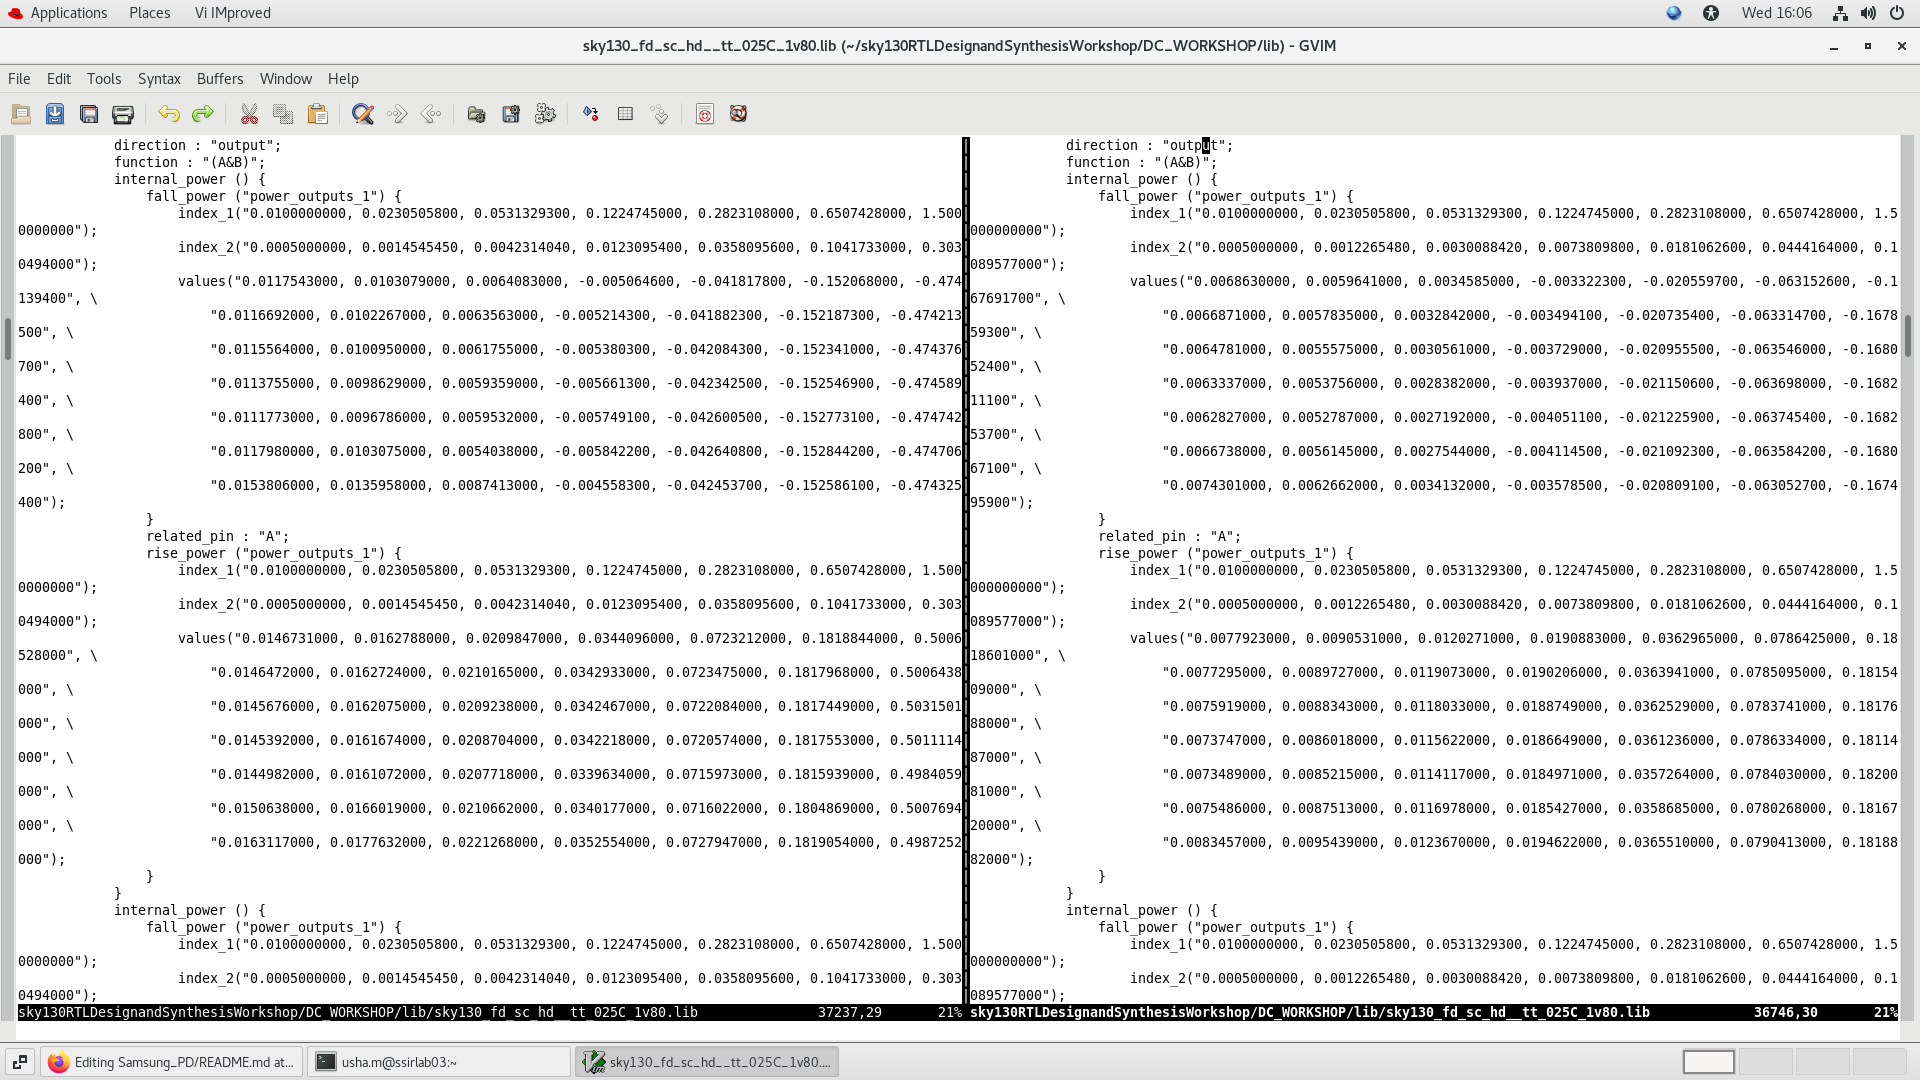 Applications Places Vi IMproved Wed 16:06
sky130_fd_sc_hd__tt_025C_1v80.lib (~/sky130RTLDesignandSynthesisWorkshop/DC_WORKSHOP/lib) - GVIM
File Edit Tools Syntax Buffers Window Help
direction : "output";
function : "(A&B)";
internal_power () {
fall_power ("power_outputs_1") {
index_1("0.0100000000, 0.0230505800, 0.0531329300, 0.1224745000, 0.2823108000, 0.6507428000, 1.500
0000000");
index_2("0.0005000000, 0.0014545450, 0.0042314040, 0.0123095400, 0.0358095600, 0.1041733000, 0.303
0494000");
values("0.0117543000, 0.0103079000, 0.0064083000, -0.005064600, -0.041817800, -0.152068000, -0.474
139400", \
"0.0116692000, 0.0102267000, 0.0063563000, -0.005214300, -0.041882300, -0.152187300, -0.474213
500", \
"0.0115564000, 0.0100950000, 0.0061755000, -0.005380300, -0.042084300, -0.152341000, -0.474376
700", \
"0.0113755000, 0.0098629000, 0.0059359000, -0.005661300, -0.042342500, -0.152546900, -0.474589
400", \
"0.0111773000, 0.0096786000, 0.0059532000, -0.005749100, -0.042600500, -0.152773100, -0.474742
800", \
"0.0117980000, 0.0103075000, 0.0054038000, -0.005842200, -0.042640800, -0.152844200, -0.474706
200", \
"0.0153806000, 0.0135958000, 0.0087413000, -0.004558300, -0.042453700, -0.152586100, -0.474325
400");
}
related_pin : "A";
rise_power ("power_outputs_1") {
index_1("0.0100000000, 0.0230505800, 0.0531329300, 0.1224745000, 0.2823108000, 0.6507428000, 1.500
0000000");
index_2("0.0005000000, 0.0014545450, 0.0042314040, 0.0123095400, 0.0358095600, 0.1041733000, 0.303
0494000");
values("0.0146731000, 0.0162788000, 0.0209847000, 0.0344096000, 0.0723212000, 0.1818844000, 0.5006
528000", \
"0.0146472000, 0.0162724000, 0.0210165000, 0.0342933000, 0.0723475000, 0.1817968000, 0.5006438
000", \
"0.0145676000, 0.0162075000, 0.0209238000, 0.0342467000, 0.0722084000, 0.1817449000, 0.5031501
000", \
"0.0145392000, 0.0161674000, 0.0208704000, 0.0342218000, 0.0720574000, 0.1817553000, 0.5011114
000", \
"0.0144982000, 0.0161072000, 0.0207718000, 0.0339634000, 0.0715973000, 0.1815939000, 0.4984059
000", \
"0.0150638000, 0.0166019000, 0.0210662000, 0.0340177000, 0.0716022000, 0.1804869000, 0.5007694
000", \
"0.0163117000, 0.0177632000, 0.0221268000, 0.0352554000, 0.0727947000, 0.1819054000, 0.4987252
000");
}
}
internal_power () {
fall_power ("power_outputs_1") {
index_1("0.0100000000, 0.0230505800, 0.0531329300, 0.1224745000, 0.2823108000, 0.6507428000, 1.500
0000000");
index_2("0.0005000000, 0.0014545450, 0.0042314040, 0.0123095400, 0.0358095600, 0.1041733000, 0.303
0494000");
sky130RTLDesignandSynthesisWorkshop/DC_WORKSHOP/lib/sky130_fd_sc_hd__tt_025C_1v80.lib 37237,29 21%
direction : "output";
function : "(A&B)";
internal_power () {
fall_power ("power_outputs_1") {
index_1("0.0100000000, 0.0230505800, 0.0531329300, 0.1224745000, 0.2823108000, 0.6507428000, 1.5
000000000");
index_2("0.0005000000, 0.0012265480, 0.0030088420, 0.0073809800, 0.0181062600, 0.0444164000, 0.1
089577000");
values("0.0068630000, 0.0059641000, 0.0034585000, -0.003322300, -0.020559700, -0.063152600, -0.1
67691700", \
"0.0066871000, 0.0057835000, 0.0032842000, -0.003494100, -0.020735400, -0.063314700, -0.1678
59300", \
"0.0064781000, 0.0055575000, 0.0030561000, -0.003729000, -0.020955500, -0.063546000, -0.1680
52400", \
"0.0063337000, 0.0053756000, 0.0028382000, -0.003937000, -0.021150600, -0.063698000, -0.1682
11100", \
"0.0062827000, 0.0052787000, 0.0027192000, -0.004051100, -0.021225900, -0.063745400, -0.1682
53700", \
"0.0066738000, 0.0056145000, 0.0027544000, -0.004114500, -0.021092300, -0.063584200, -0.1680
67100", \
"0.0074301000, 0.0062662000, 0.0034132000, -0.003578500, -0.020809100, -0.063052700, -0.1674
95900");
}
related_pin : "A";
rise_power ("power_outputs_1") {
index_1("0.0100000000, 0.0230505800, 0.0531329300, 0.1224745000, 0.2823108000, 0.6507428000, 1.5
000000000");
index_2("0.0005000000, 0.0012265480, 0.0030088420, 0.0073809800, 0.0181062600, 0.0444164000, 0.1
089577000");
values("0.0077923000, 0.0090531000, 0.0120271000, 0.0190883000, 0.0362965000, 0.0786425000, 0.18
18601000", \
"0.0077295000, 0.0089727000, 0.0119073000, 0.0190206000, 0.0363941000, 0.0785095000, 0.18154
09000", \
"0.0075919000, 0.0088343000, 0.0118033000, 0.0188749000, 0.0362529000, 0.0783741000, 0.18176
88000", \
"0.0073747000, 0.0086018000, 0.0115622000, 0.0186649000, 0.0361236000, 0.0786334000, 0.18114
87000", \
"0.0073489000, 0.0085215000, 0.0114117000, 0.0184971000, 0.0357264000, 0.0784030000, 0.18200
81000", \
"0.0075486000, 0.0087513000, 0.0116978000, 0.0185427000, 0.0358685000, 0.0780268000, 0.18167
20000", \
"0.0083457000, 0.0095439000, 0.0123670000, 0.0194622000, 0.0365510000, 0.0790413000, 0.18188
82000");
}
}
internal_power () {
fall_power ("power_outputs_1") {
index_1("0.0100000000, 0.0230505800, 0.0531329300, 0.1224745000, 0.2823108000, 0.6507428000, 1.5
000000000");
index_2("0.0005000000, 0.0012265480, 0.0030088420, 0.0073809800, 0.0181062600, 0.0444164000, 0.1
089577000");
sky130RTLDesignandSynthesisWorkshop/DC_WORKSHOP/lib/sky130_fd_sc_hd__tt_025C_1v80.lib 36746,30 21%
Editing Samsung_PD/README.md at... usha.m@ssirlab03:~ sky130_fd_sc_hd__tt_025C_1v80....